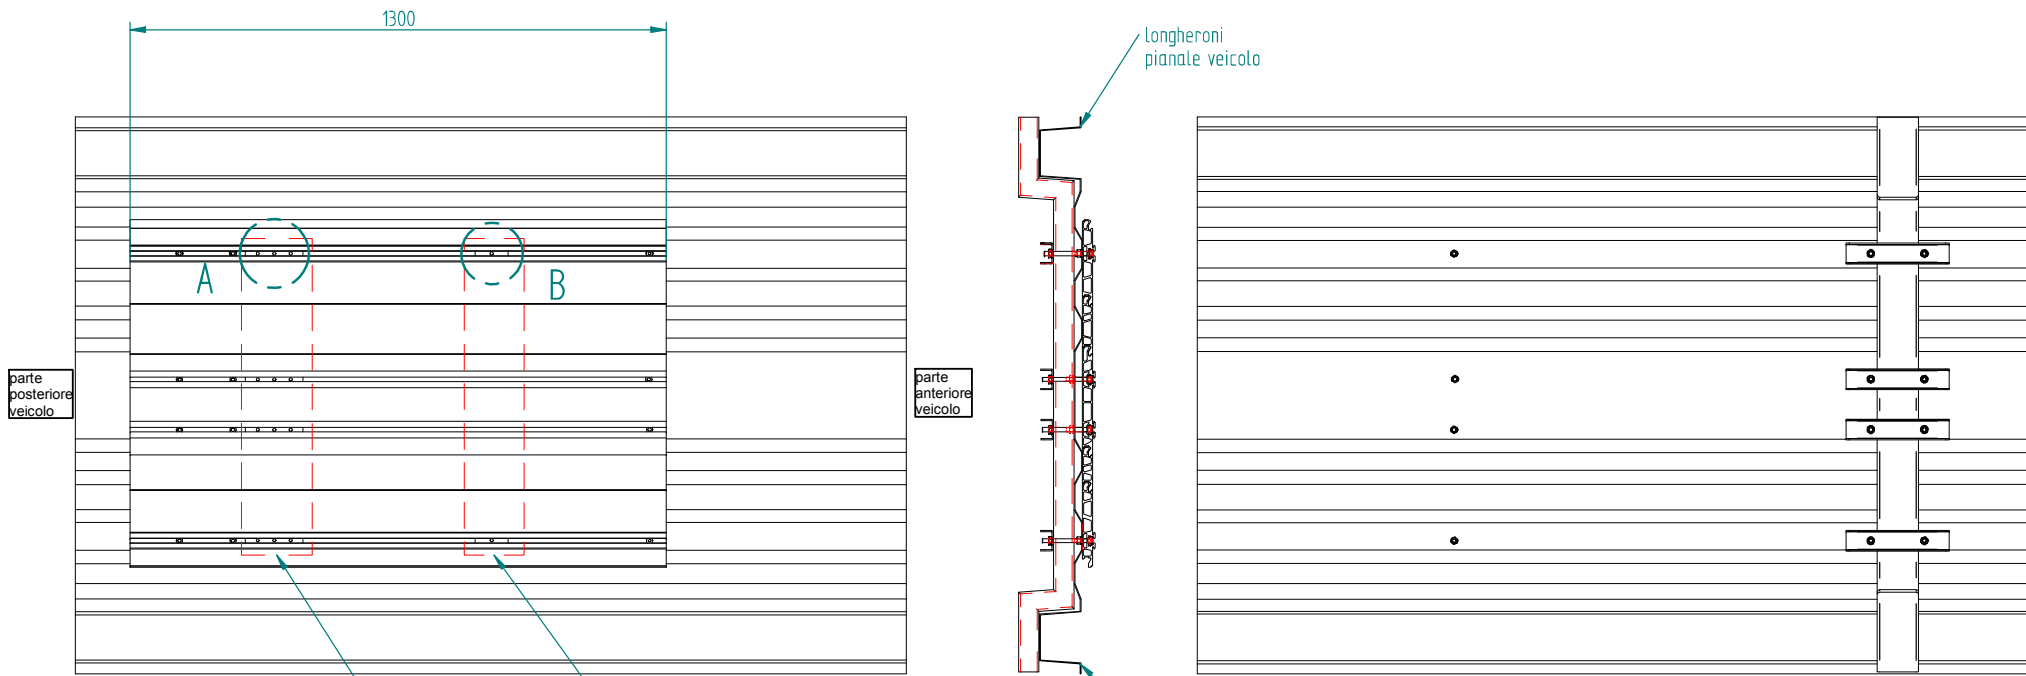 1300
longheroni
pianale veicolo
A
B
parte
posteriore
veicolo
parte
anteriore
veicolo